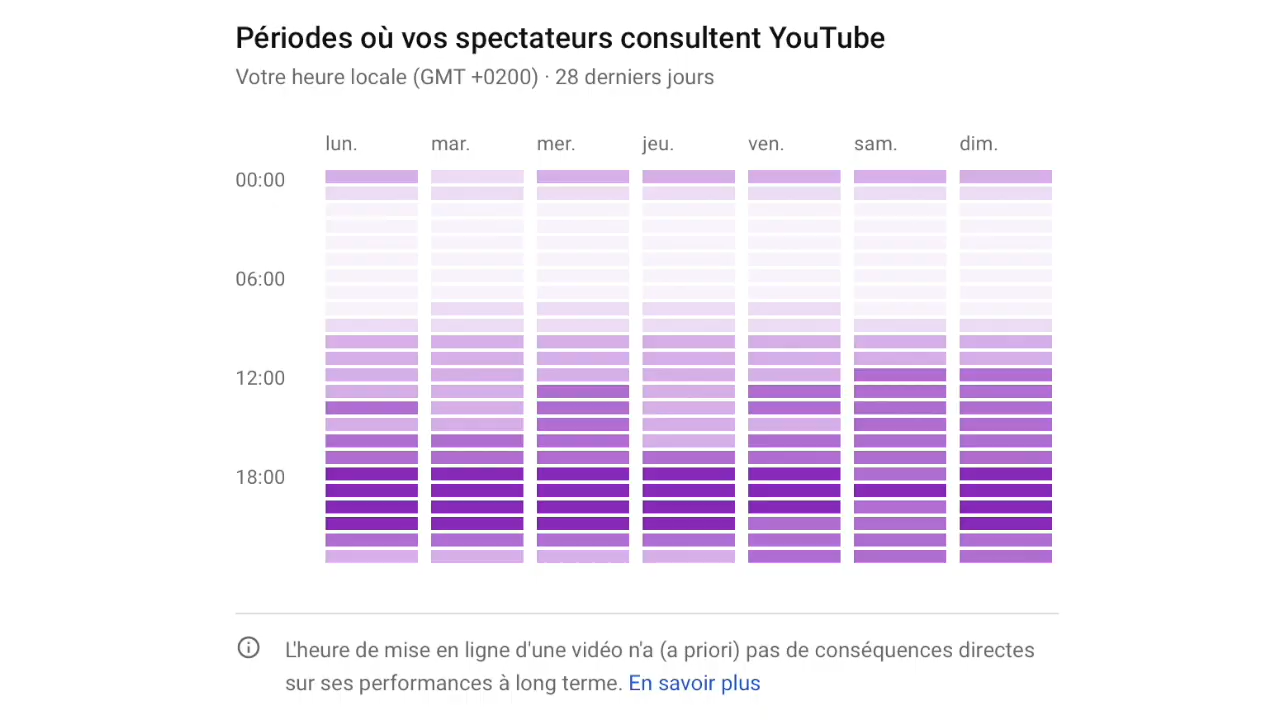 Périodes où vos spectateurs consultent YouTube
Votre heure locale (GMT +0200) · 28 derniers jours
lun. mar. mer. jeu. ven. sam. dim.
00:00
06:00
12:00
18:00
L'heure de mise en ligne d'une vidéo n'a (a priori) pas de conséquences directes
sur ses performances à long terme. En savoir plus